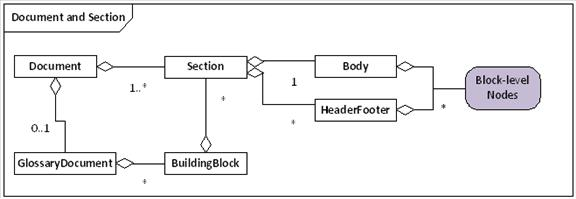 Document and Section
Document
Section
Body
Block-level
Nodes
1..*
1
*
HeaderFooter
*
*
0..1
GlossaryDocument
BuildingBlock
*